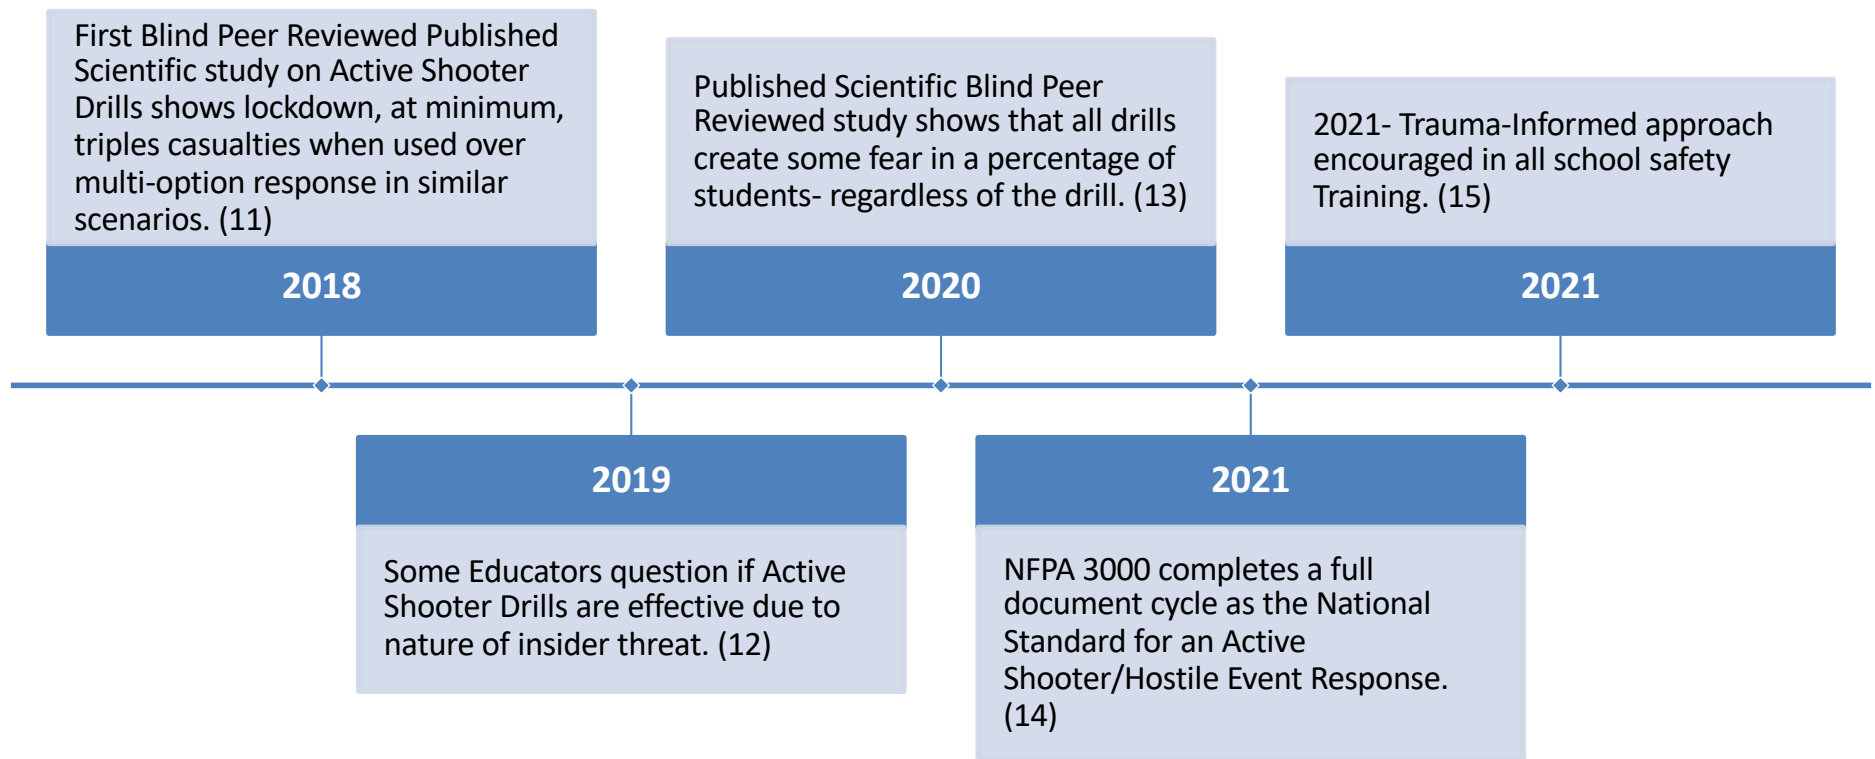 First Blind Peer Reviewed Published
Scientific study on Active Shooter
Drills shows lockdown, at minimum,
triples casualties when used over
multi-option response in similar
scenarios. (11)
2018
Some Educators question if Active
Shooter Drills are effective due to
nature of insider threat. (12)
2019
Published Scientific Blind Peer
Reviewed study shows that all drills
create some fear in a percentage of
students- regardless of the drill. (13)
2020
2021
NFPA 3000 completes a full
document cycle as the National
Standard for an Active
Shooter/Hostile Event Response.
(14)
2021- Trauma-Informed approach
encouraged in all school safety
Training. (15)
2021